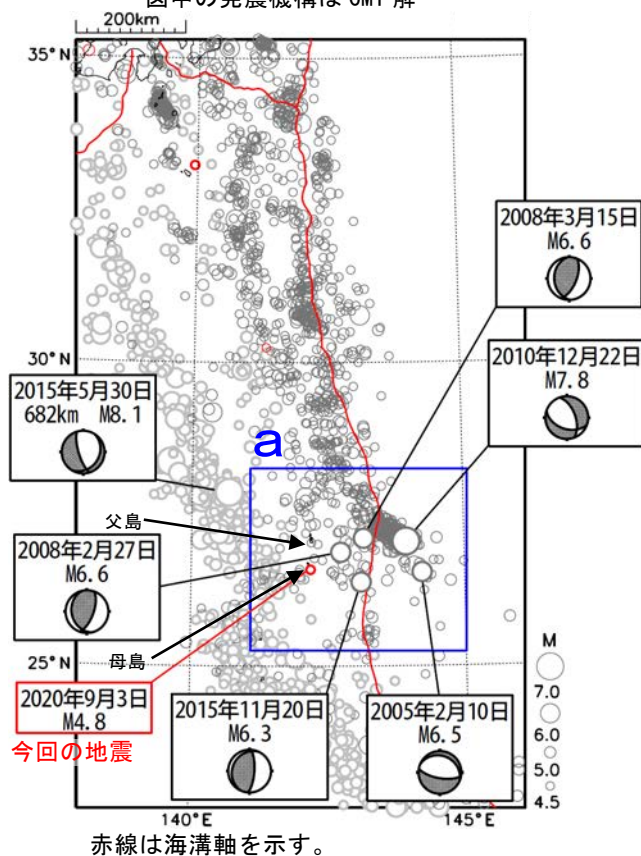 図中の発震機構は CMT 解
200km
35°N
2008年3月15日
M6.6
30°N
2010年12月22日
M7.8
2015年5月30日
682km M8.1
a
父島
2008年2月27日
M6.6
母島
25°N
2020年9月3日
M4.8
今回の地震
2015年11月20日
M6.3
2005年2月10日
M6.5
M
7.0
6.0
5.0
4.5
140°E
145°E
赤線は海溝軸を示す。